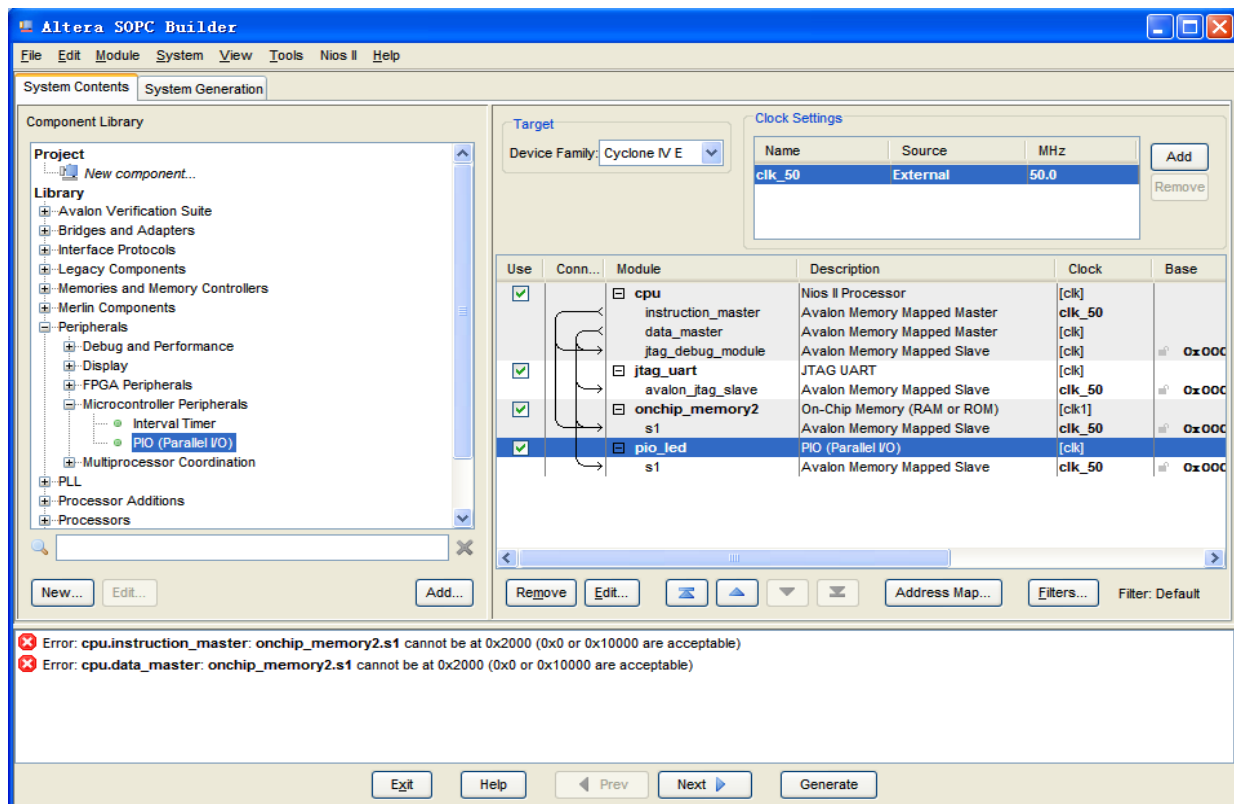 Altera SOPC Builder
File Edit Module System View Tools Nios II Help
System Contents System Generation
Component Library
Project
New component...
Library
Avalon Verification Suite
Bridges and Adapters
Interface Protocols
Legacy Components
Memories and Memory Controllers
Merlin Components
Peripherals
Debug and Performance
Display
FPGA Peripherals
Microcontroller Peripherals
Interval Timer
PIO (Parallel I/O)
Multiprocessor Coordination
PLL
Processor Additions
Processors
New... Edit... Add...
Target
Device Family: Cyclone IV E
Clock Settings
Name Source MHz
clk_50 External 50.0
Add
Remove
Use Conn... Module Description Clock Base
cpu Nios II Processor [clk]
instruction_master Avalon Memory Mapped Master clk_50
data_master Avalon Memory Mapped Master [clk]
jtag_debug_module Avalon Memory Mapped Slave [clk] 0x000
jtag_uart JTAG UART [clk]
avalon_jtag_slave Avalon Memory Mapped Slave clk_50 0x000
onchip_memory2 On-Chip Memory (RAM or ROM) [clk1]
s1 Avalon Memory Mapped Slave clk_50 0x000
pio_led PIO (Parallel I/O) [clk]
s1 Avalon Memory Mapped Slave clk_50 0x000
Remove Edit... Address Map... Filters... Filter: Default
Error: cpu.instruction_master: onchip_memory2.s1 cannot be at 0x2000 (0x0 or 0x10000 are acceptable)
Error: cpu.data_master: onchip_memory2.s1 cannot be at 0x2000 (0x0 or 0x10000 are acceptable)
Exit Help Prev Next Generate